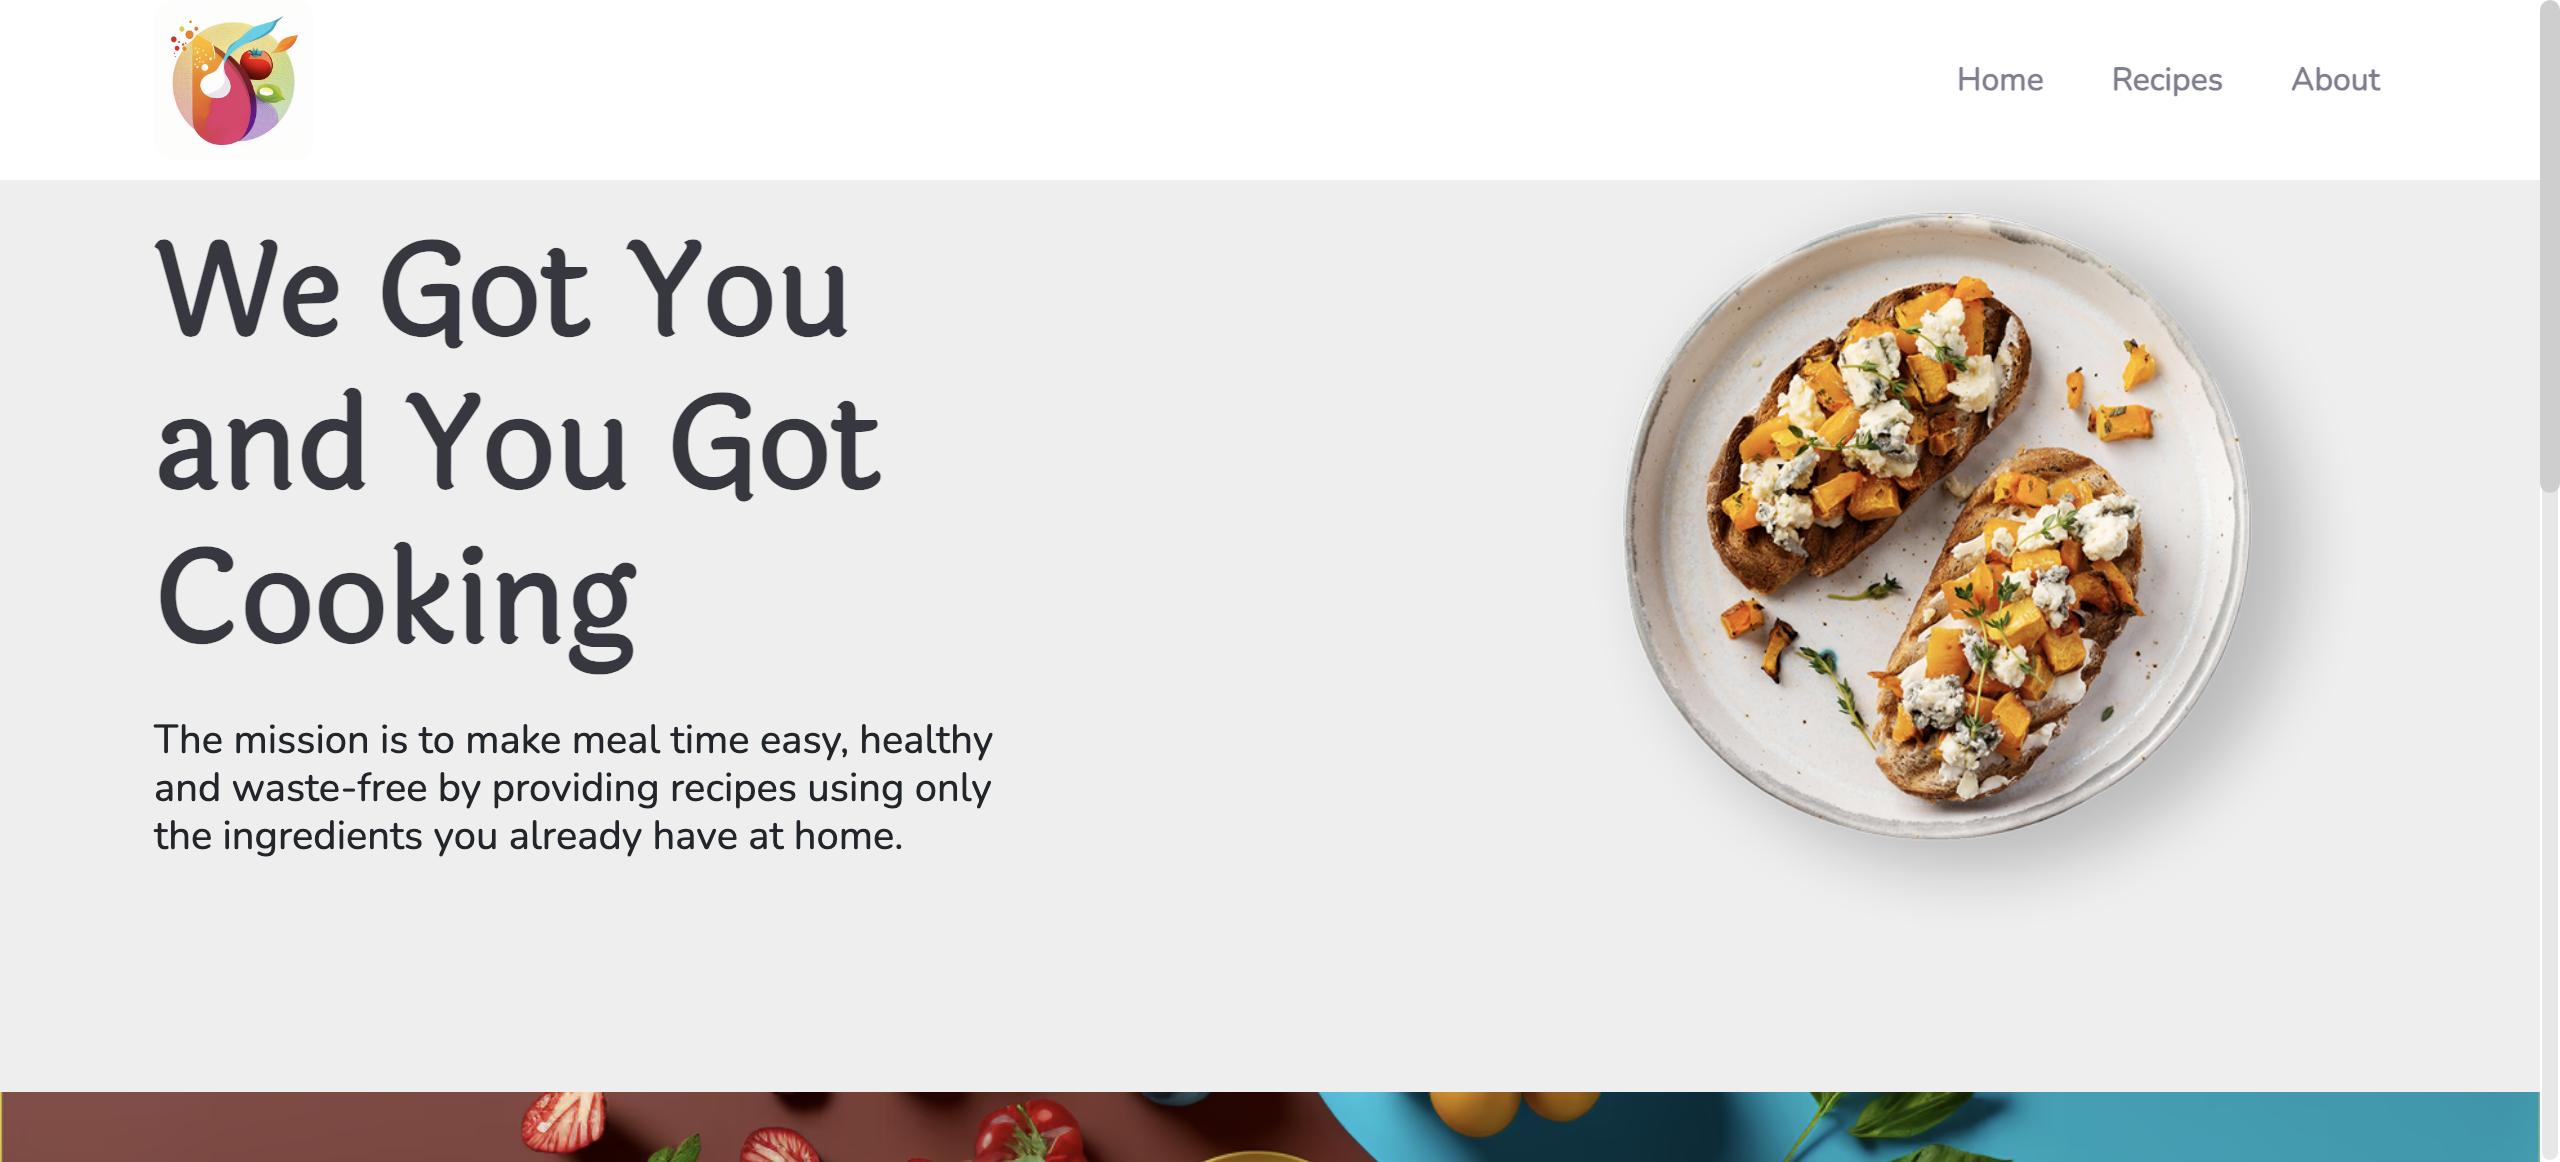 Home Recipes About
We Got You
and You Got
Cooking
The mission is to make meal time easy, healthy
and waste-free by providing recipes using only
the ingredients you already have at home.